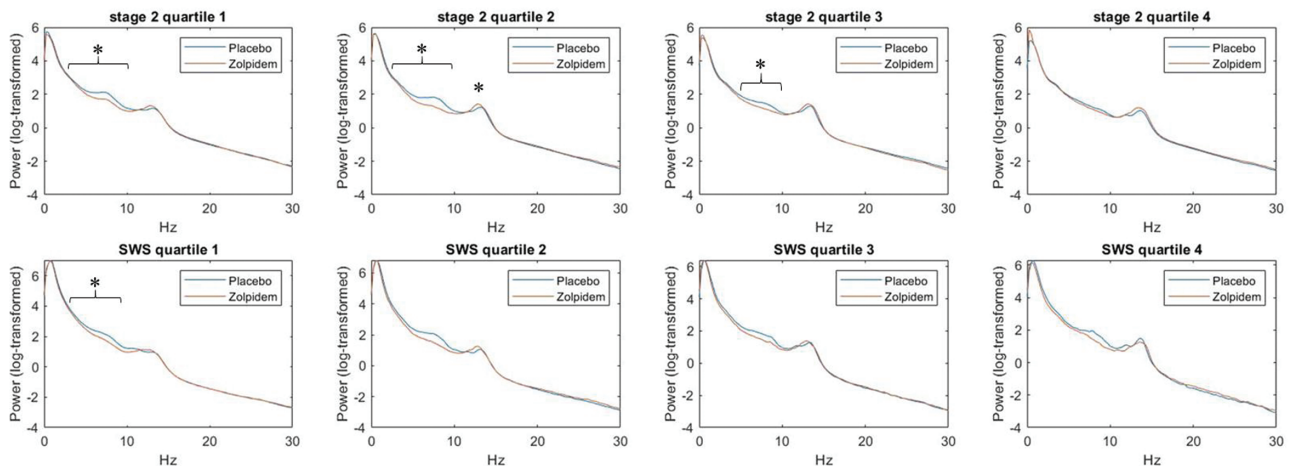 stage 2 quartile 1
stage 2 quartile 2
stage 2 quartile 3
stage 2 quartile 4
6
4
2
0
-2
-4
Power (log-transformed)
*
Placebo
Zolpidem
0
10
20
30
Hz
6
4
2
0
-2
-4
Power (log-transformed)
*
*
Placebo
Zolpidem
0
10
20
30
Hz
6
4
2
0
-2
-4
Power (log-transformed)
*
Placebo
Zolpidem
0
10
20
30
Hz
6
4
2
0
-2
-4
Power (log-transformed)
Placebo
Zolpidem
0
10
20
30
Hz
SWS quartile 1
SWS quartile 2
SWS quartile 3
SWS quartile 4
6
4
2
0
-2
-4
Power (log-transformed)
*
Placebo
Zolpidem
0
10
20
30
Hz
6
4
2
0
-2
-4
Power (log-transformed)
Placebo
Zolpidem
0
10
20
30
Hz
6
4
2
0
-2
-4
Power (log-transformed)
Placebo
Zolpidem
0
10
20
30
Hz
6
4
2
0
-2
-4
Power (log-transformed)
Placebo
Zolpidem
0
10
20
30
Hz